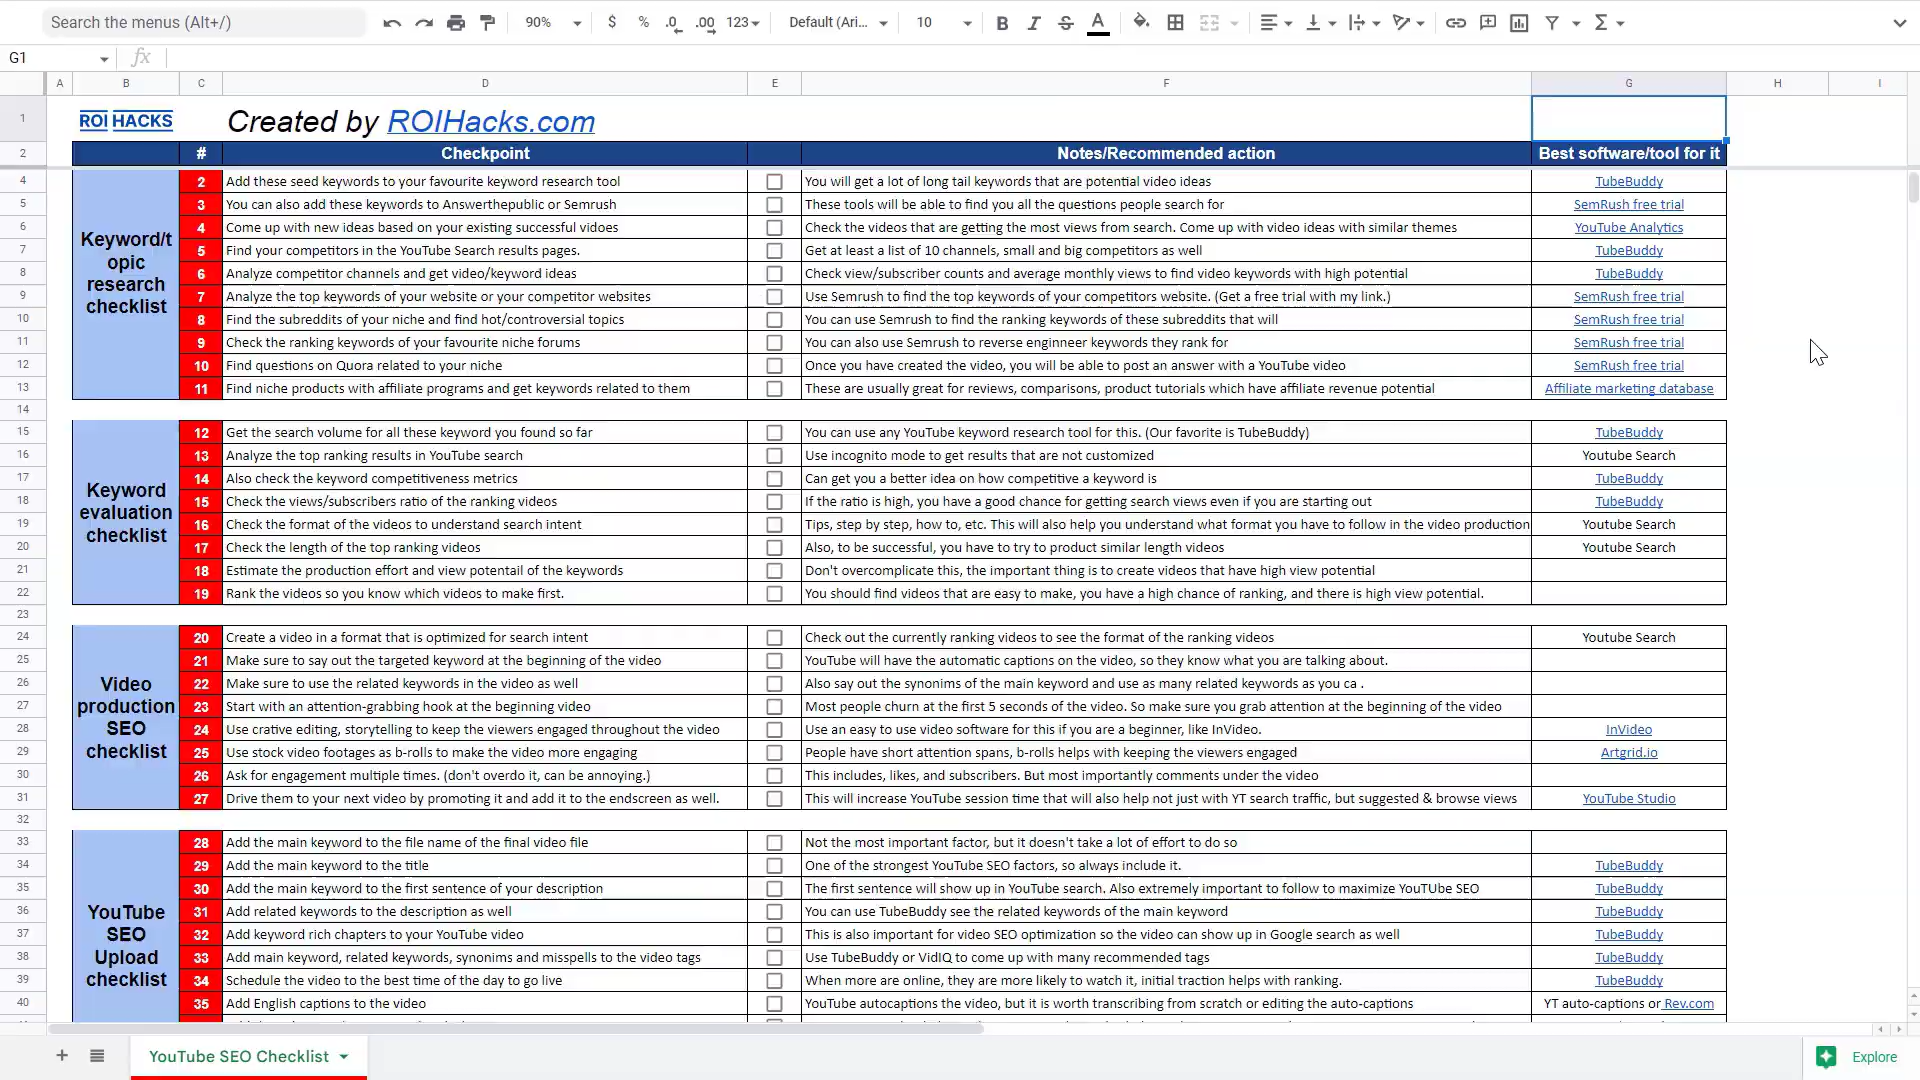 Search the menus (Alt+/)
90%
$
%
.0
.00
123
Default (Ari...
10
B
I
S
A
G1
fx
A B C D E F G H I
1 ROI HACKS Created by ROIHacks.com
2 # Checkpoint Notes/Recommended action Best software/tool for it
Keyword/t
opic
research
checklist
4 2 Add these seed keywords to your favourite keyword research tool You will get a lot of long tail keywords that are potential video ideas TubeBuddy
5 3 You can also add these keywords to Answerthepublic or Semrush These tools will be able to find you all the questions people search for SemRush free trial
6 4 Come up with new ideas based on your existing successful vidoes Check the videos that are getting the most views from search. Come up with video ideas with similar themes YouTube Analytics
7 5 Find your competitors in the YouTube Search results pages. Get at least a list of 10 channels, small and big competitors as well TubeBuddy
8 6 Analyze competitor channels and get video/keyword ideas Check view/subscriber counts and average monthly views to find video keywords with high potential TubeBuddy
9 7 Analyze the top keywords of your website or your competitor websites Use Semrush to find the top keywords of your competitors website. (Get a free trial with my link.) SemRush free trial
10 8 Find the subreddits of your niche and find hot/controversial topics You can use Semrush to find the ranking keywords of these subreddits that will SemRush free trial
11 9 Check the ranking keywords of your favourite niche forums You can also use Semrush to reverse enginneer keywords they rank for SemRush free trial
12 10 Find questions on Quora related to your niche Once you have created the video, you will be able to post an answer with a YouTube video SemRush free trial
13 11 Find niche products with affiliate programs and get keywords related to them These are usually great for reviews, comparisons, product tutorials which have affiliate revenue potential Affiliate marketing database
14
Keyword
evaluation
checklist
15 12 Get the search volume for all these keyword you found so far You can use any YouTube keyword research tool for this. (Our favorite is TubeBuddy) TubeBuddy
16 13 Analyze the top ranking results in YouTube search Use incognito mode to get results that are not customized Youtube Search
17 14 Also check the keyword competitiveness metrics Can get you a better idea on how competitive a keyword is TubeBuddy
18 15 Check the views/subscribers ratio of the ranking videos If the ratio is high, you have a good chance for getting search views even if you are starting out TubeBuddy
19 16 Check the format of the videos to understand search intent Tips, step by step, how to, etc. This will also help you understand what format you have to follow in the video production Youtube Search
20 17 Check the length of the top ranking videos Also, to be successful, you have to try to product similar length videos Youtube Search
21 18 Estimate the production effort and view potentail of the keywords Don't overcomplicate this, the important thing is to create videos that have high view potential
22 19 Rank the videos so you know which videos to make first. You should find videos that are easy to make, you have a high chance of ranking, and there is high view potential.
23
Video
production
SEO
checklist
24 20 Create a video in a format that is optimized for search intent Check out the currently ranking videos to see the format of the ranking videos Youtube Search
25 21 Make sure to say out the targeted keyword at the beginning of the video YouTube will have the automatic captions on the video, so they know what you are talking about.
26 22 Make sure to use the related keywords in the video as well Also say out the synonims of the main keyword and use as many related keywords as you ca .
27 23 Start with an attention-grabbing hook at the beginning video Most people churn at the first 5 seconds of the video. So make sure you grab attention at the beginning of the video
28 24 Use crative editing, storytelling to keep the viewers engaged throughout the video Use an easy to use video software for this if you are a beginner, like InVideo. InVideo
29 25 Use stock video footages as b-rolls to make the video more engaging People have short attention spans, b-rolls helps with keeping the viewers engaged Artgrid.io
30 26 Ask for engagement multiple times. (don't overdo it, can be annoying.) This includes, likes, and subscribers. But most importantly comments under the video
31 27 Drive them to your next video by promoting it and add it to the endscreen as well. This will increase YouTube session time that will also help not just with YT search traffic, but suggested & browse views YouTube Studio
32
YouTube
SEO
Upload
checklist
33 28 Add the main keyword to the file name of the final video file Not the most important factor, but it doesn't take a lot of effort to do so
34 29 Add the main keyword to the title One of the strongest YouTube SEO factors, so always include it. TubeBuddy
35 30 Add the main keyword to the first sentence of your description The first sentence will show up in YouTube search. Also extremely important to follow to maximize YouTube SEO TubeBuddy
36 31 Add related keywords to the description as well You can use TubeBuddy see the related keywords of the main keyword TubeBuddy
37 32 Add keyword rich chapters to your YouTube video This is also important for video SEO optimization so the video can show up in Google search as well TubeBuddy
38 33 Add main keyword, related keywords, synonims and misspells to the video tags Use TubeBuddy or VidIQ to come up with many recommended tags TubeBuddy
39 34 Schedule the video to the best time of the day to go live When more are online, they are more likely to watch it, initial traction helps with ranking. TubeBuddy
40 35 Add English captions to the video YouTube autocaptions the video, but it is worth transcribing from scratch or editing the auto-captions YT auto-captions or Rev.com
YouTube SEO Checklist
Explore